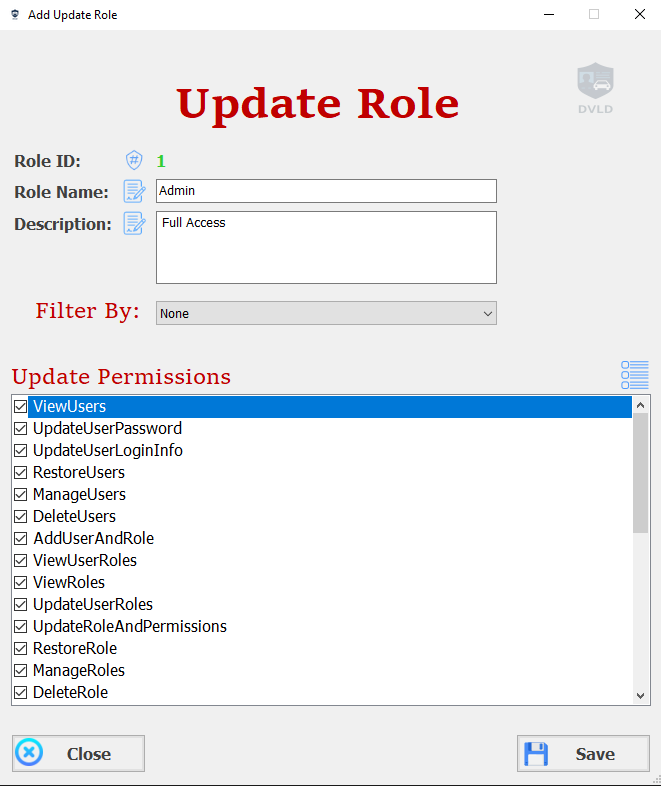 Add Update Role
Update Role
DVLD
Role ID: # 1
Role Name: Admin
Description: Full Access
Filter By: None
Update Permissions
ViewUsers
UpdateUserPassword
UpdateUserLoginInfo
RestoreUsers
ManageUsers
DeleteUsers
AddUserAndRole
ViewUserRoles
ViewRoles
UpdateUserRoles
UpdateRoleAndPermissions
RestoreRole
ManageRoles
DeleteRole
Close Save